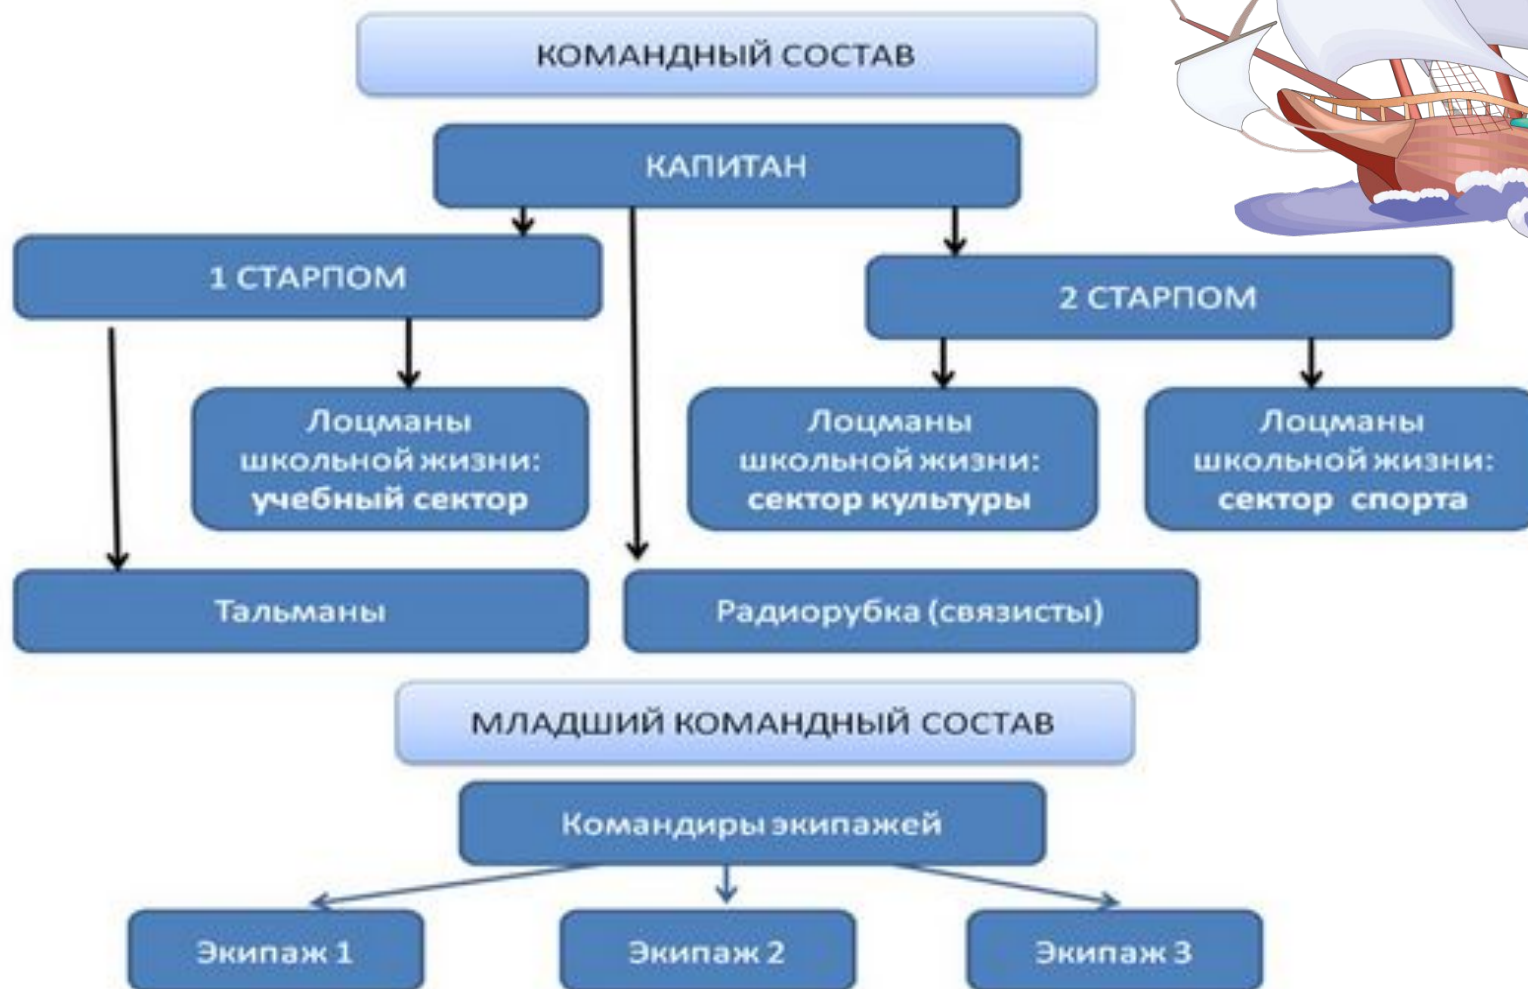 КОМАНДНЫЙ СОСТАВ
КАПИТАН
1 СТАРПОМ
2 СТАРПОМ
Лоцманы
школьной жизни:
учебный сектор
Лоцманы
школьной жизни:
сектор культуры
Лоцманы
школьной жизни:
сектор спорта
Тальманы
Радиорубка (связисты)
МЛАДШИЙ КОМАНДНЫЙ СОСТАВ
Командиры экипажей
Экипаж 1
Экипаж 2
Экипаж 3